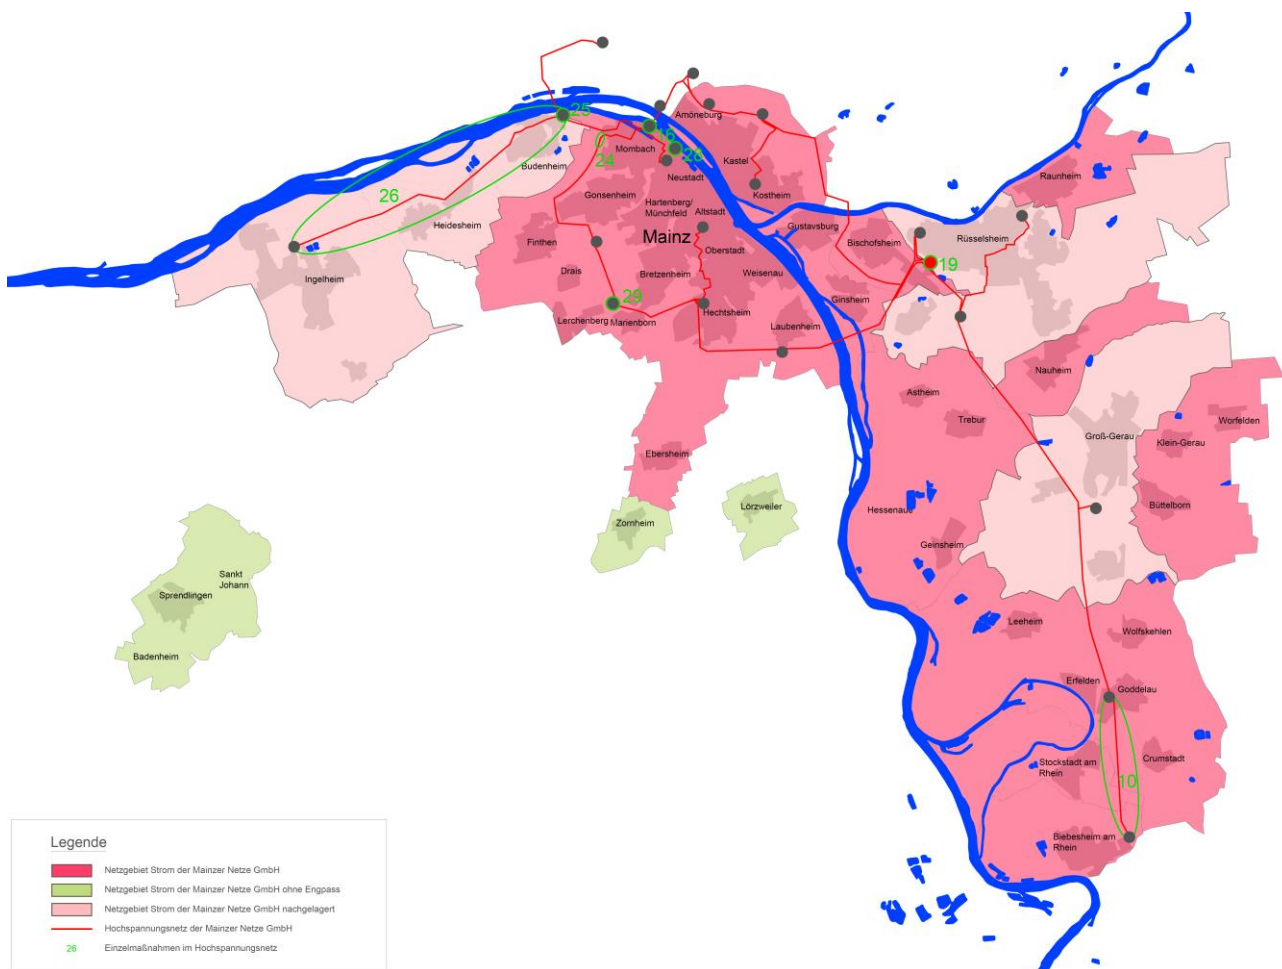 25
Amöneburg
16
Mombach
24
28
Kastel
Budenheim
Neustadt
Raunheim
26
Gonsenheim
Kostheim
Hartenberg/
Münchfeld
Altstadt
Heidesheim
Gustavsburg
Finthen
Mainz
Bischofsheim
Rüsselsheim
Oberstadt
19
Drais
Bretzenheim
Weisenau
Ingelheim
Ginsheim
29
Hechtsheim
Lerchenberg
Marienborn
Laubenheim
Nauheim
Astheim
Trebur
Worfelden
Groß-Gerau
Klein-Gerau
Ebersheim
Büttelborn
Lörzweiler
Hessenaue
Zornheim
Geinsheim
Sankt
Johann
Sprendlingen
Leeheim
Wolfskehlen
Badenheim
Erfelden
Goddelau
Crumstadt
Stockstadt am
Rhein
10
Biebesheim am
Rhein
Legende
Netzgebiet Strom der Mainzer Netze GmbH
Netzgebiet Strom der Mainzer Netze GmbH ohne Engpass
Netzgebiet Strom der Mainzer Netze GmbH nachgelagert
Hochspannungsnetz der Mainzer Netze GmbH
26 Einzelmaßnahmen im Hochspannungsnetz